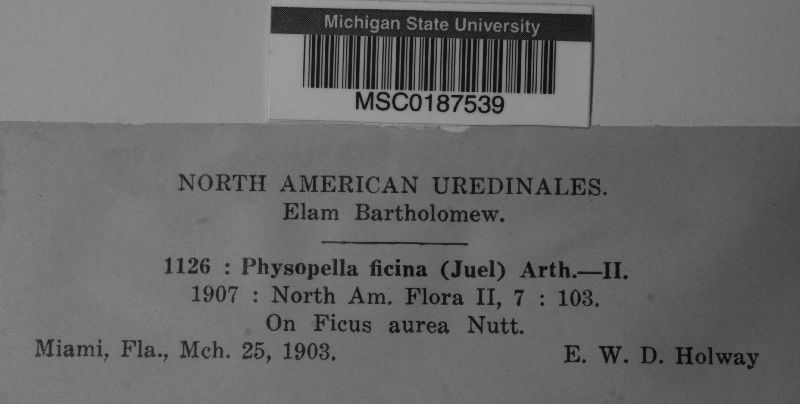 Michigan State University
MSC0187539
NORTH AMERICAN UREDINALES.
Elam Bartholomew.
1126 : Physopella ficina (Juel) Arth.—II.
1907 : North Am. Flora II, 7 : 103.
On Ficus aurea Nutt.
Miami, Fla., Mch. 25, 1903. E. W. D. Holway